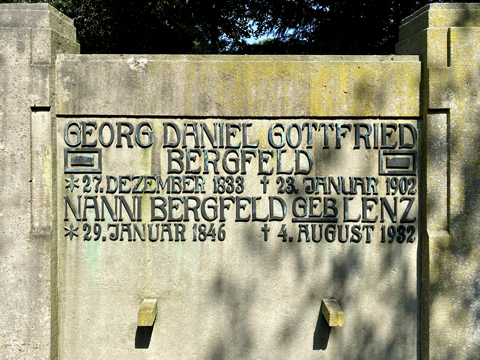 GEORG DANIEL GOTTFRIED
BERGFELD
* 27. DEZEMBER 1838 † 23. JANUAR 1902
NANNI BERGFELD GEB LENZ
* 29. JANUAR 1846 † 4. AUGUST 1932